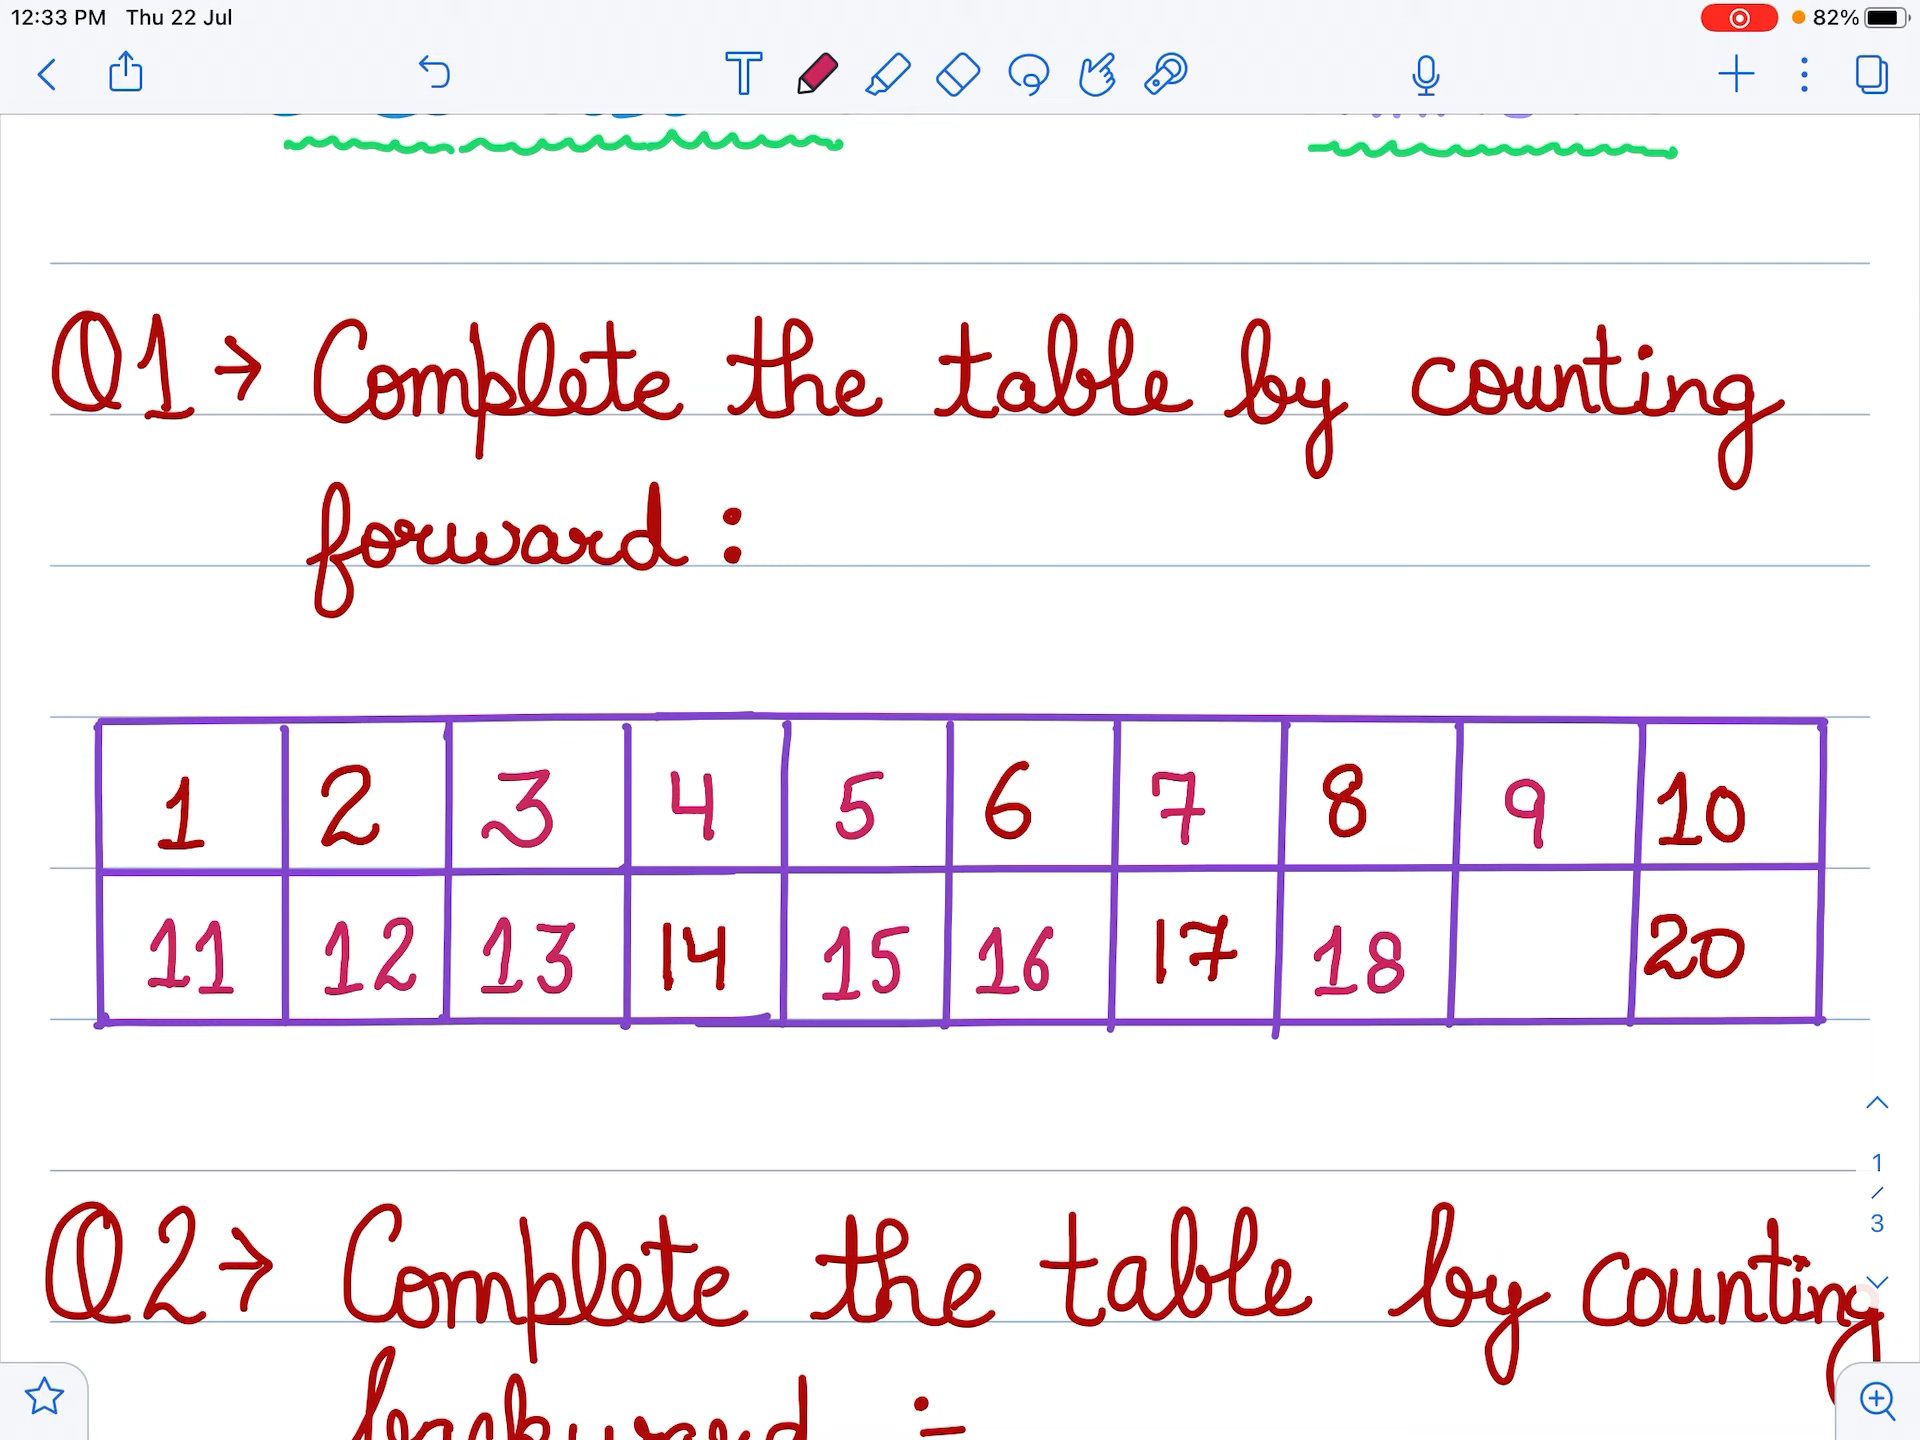 12:33 PM Thu 22 Jul 82%
Q1→ Complete the table by counting
forward :
1 2 3 4 5 6 7 8 9 10
11 12 13 14 15 16 17 18 20
1
/
3
Q2→ Complete the table by counting
backward :-